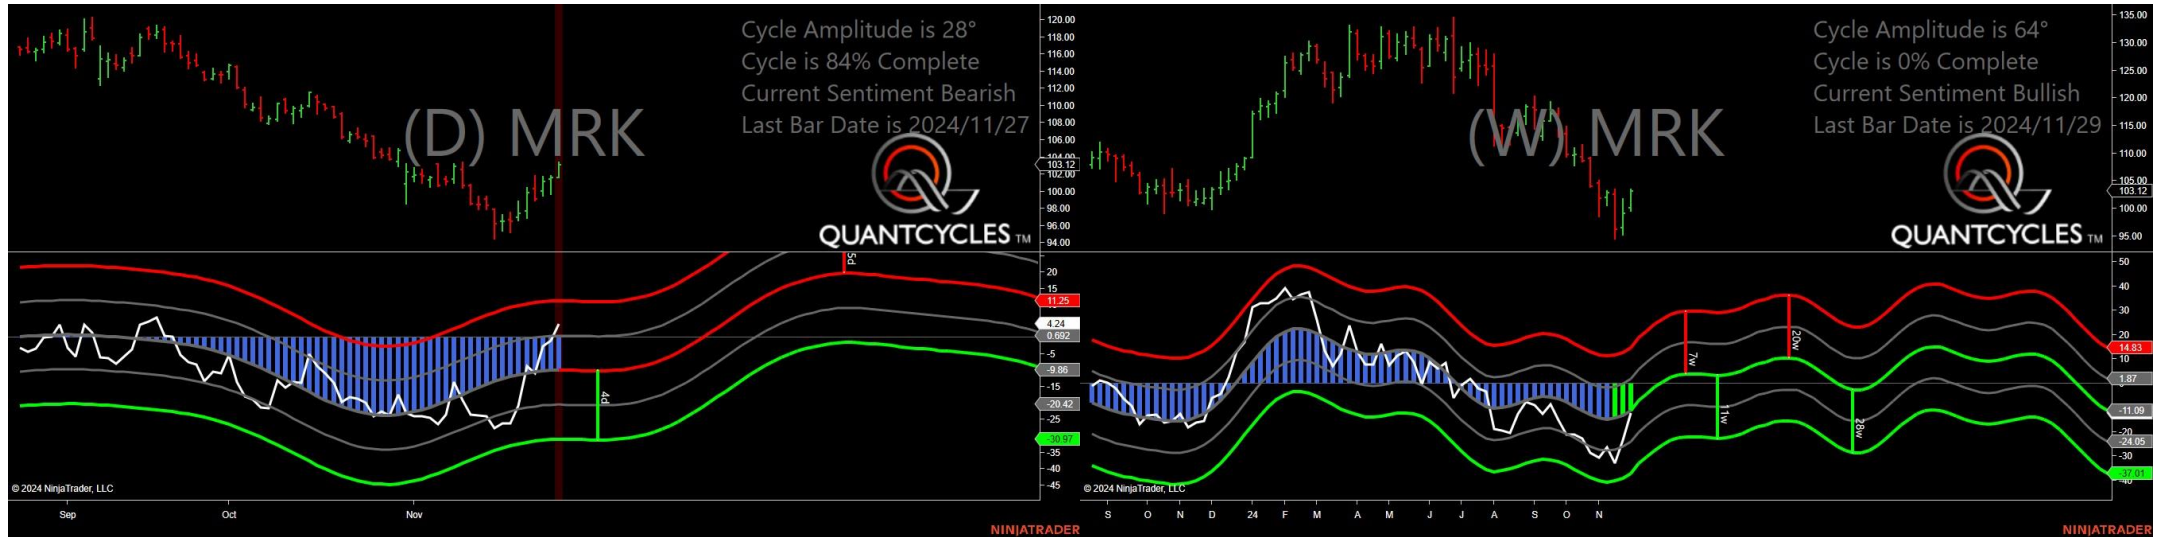 Cycle Amplitude is 28°
Cycle is 84% Complete
Current Sentiment Bearish
Last Bar Date is 2024/11/27
(D) MRK
QUANTCYCLES TM
120.00
118.00
116.00
114.00
112.00
110.00
108.00
106.00
104.00
103.12
102.00
100.00
98.00
96.00
94.00
5d
4d
20
15
11.25
4.24
0.692
-5
-9.86
-15
-20.42
-25
-30.97
-35
-40
-45
© 2024 NinjaTrader, LLC
Sep Oct Nov
NINJATRADER
Cycle Amplitude is 64°
Cycle is 0% Complete
Current Sentiment Bullish
Last Bar Date is 2024/11/29
(W) MRK
QUANTCYCLES TM
135.00
130.00
125.00
120.00
115.00
110.00
105.00
103.12
100.00
95.00
7w
20w
11w
28w
50
40
30
20
14.83
10
1.87
-11.09
-20
-24.05
-30
-37.01
© 2024 NinjaTrader, LLC
S O N D 24 F M A M J J A S O N
NINJATRADER